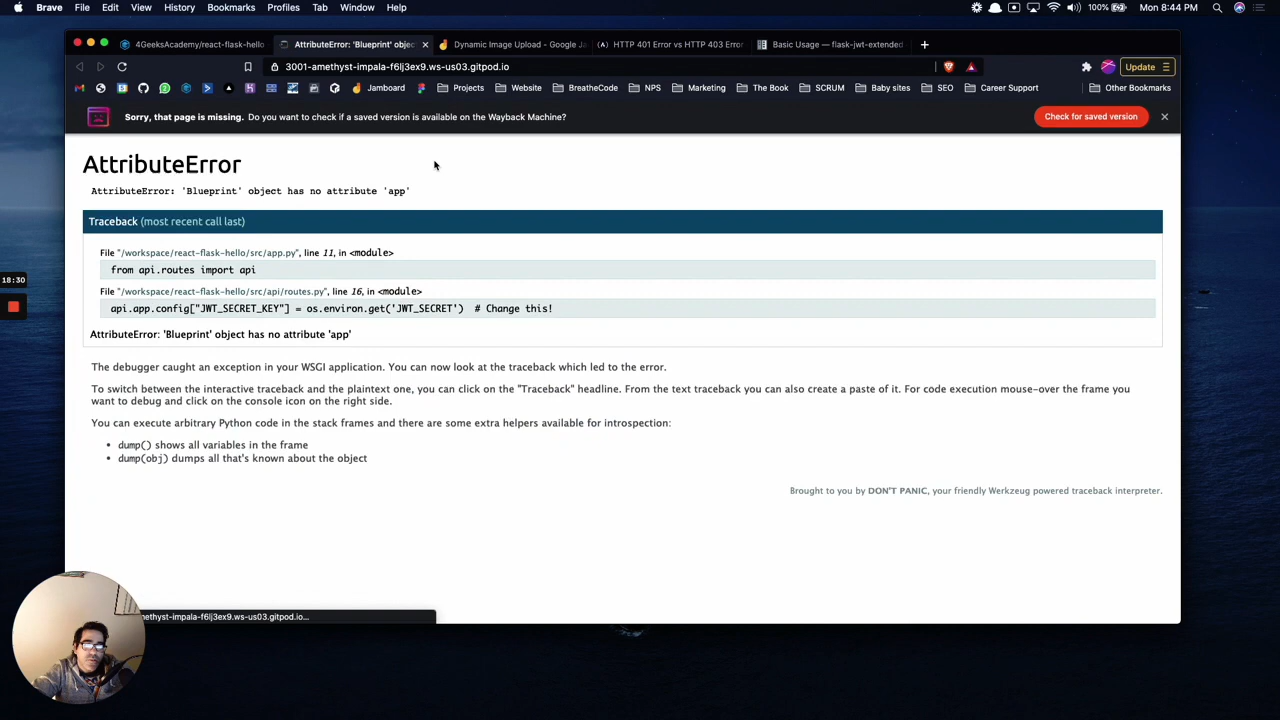 Brave File Edit View History Bookmarks Profiles Tab Window Help 100% Mon 8:44 PM
4GeeksAcademy/react-flask-hello AttributeError: 'Blueprint' objec Dynamic Image Upload - Google Ja HTTP 401 Error vs HTTP 403 Error Basic Usage — flask-jwt-extended
3001-amethyst-impala-f6lj3ex9.ws-us03.gitpod.io Update
Jamboard Projects Website BreatheCode NPS Marketing The Book SCRUM Baby sites SEO Career Support Other Bookmarks
Sorry, that page is missing. Do you want to check if a saved version is available on the Wayback Machine? Check for saved version
AttributeError
AttributeError: 'Blueprint' object has no attribute 'app'
Traceback (most recent call last)
File "/workspace/react-flask-hello/src/app.py", line 11, in <module>
from api.routes import api
18:30
File "/workspace/react-flask-hello/src/api/routes.py", line 16, in <module>
api.app.config["JWT_SECRET_KEY"] = os.environ.get('JWT_SECRET') # Change this!
AttributeError: 'Blueprint' object has no attribute 'app'
The debugger caught an exception in your WSGI application. You can now look at the traceback which led to the error.
To switch between the interactive traceback and the plaintext one, you can click on the "Traceback" headline. From the text traceback you can also create a paste of it. For code execution mouse-over the frame you
want to debug and click on the console icon on the right side.
You can execute arbitrary Python code in the stack frames and there are some extra helpers available for introspection:
• dump() shows all variables in the frame
• dump(obj) dumps all that's known about the object
Brought to you by DON'T PANIC, your friendly Werkzeug powered traceback interpreter.
methyst-impala-f6lj3ex9.ws-us03.gitpod.io...